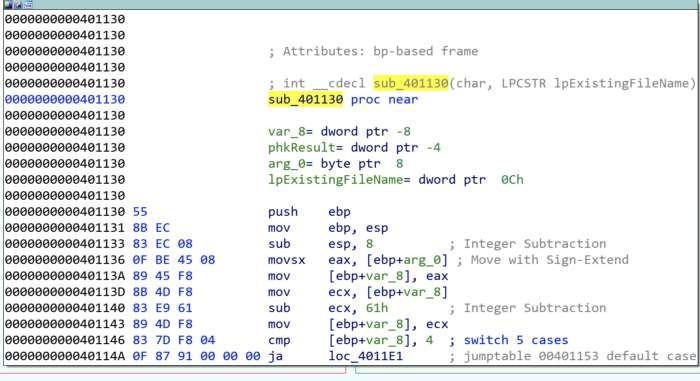 0000000000401130
0000000000401130
0000000000401130 ; Attributes: bp-based frame
0000000000401130
0000000000401130 ; int __cdecl sub_401130(char, LPCSTR lpExistingFileName)
0000000000401130 sub_401130 proc near
0000000000401130
0000000000401130 var_8= dword ptr -8
0000000000401130 phkResult= dword ptr -4
0000000000401130 arg_0= byte ptr  8
0000000000401130 lpExistingFileName= dword ptr  0Ch
0000000000401130
0000000000401130 55 push ebp
0000000000401131 8B EC mov ebp, esp
0000000000401133 83 EC 08 sub esp, 8 ; Integer Subtraction
0000000000401136 0F BE 45 08 movsx eax, [ebp+arg_0] ; Move with Sign-Extend
000000000040113A 89 45 F8 mov [ebp+var_8], eax
000000000040113D 8B 4D F8 mov ecx, [ebp+var_8]
0000000000401140 83 E9 61 sub ecx, 61h ; Integer Subtraction
0000000000401143 89 4D F8 mov [ebp+var_8], ecx
0000000000401146 83 7D F8 04 cmp [ebp+var_8], 4 ; switch 5 cases
000000000040114A 0F 87 91 00 00 00 ja loc_4011E1 ; jumptable 00401153 default case